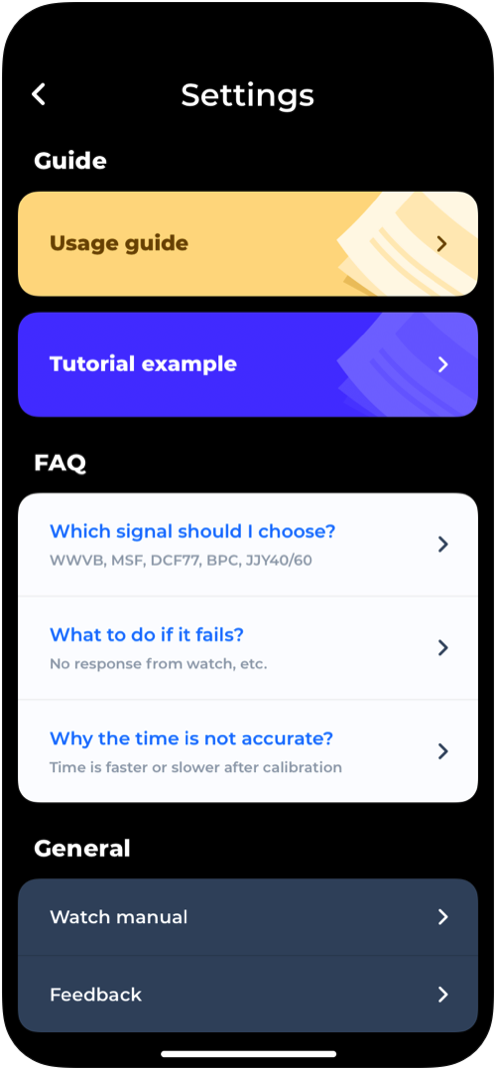 Settings
Guide
Usage guide
Tutorial example
FAQ
Which signal should I choose?
WWVB, MSF, DCF77, BPC, JJY40/60
What to do if it fails?
No response from watch, etc.
Why the time is not accurate?
Time is faster or slower after calibration
General
Watch manual
Feedback